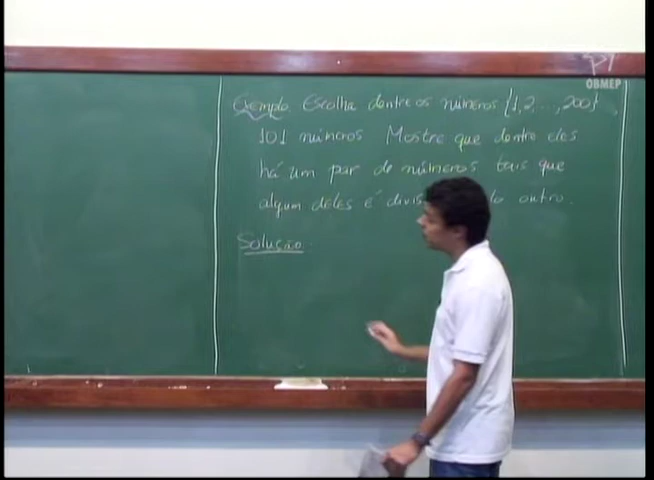 Exemplo. Escolha dentre os números {1,2,...,200},
101 números Mostre que dentre eles
há um par de números tais que
algum deles é outro.
Solução.
OBMEP